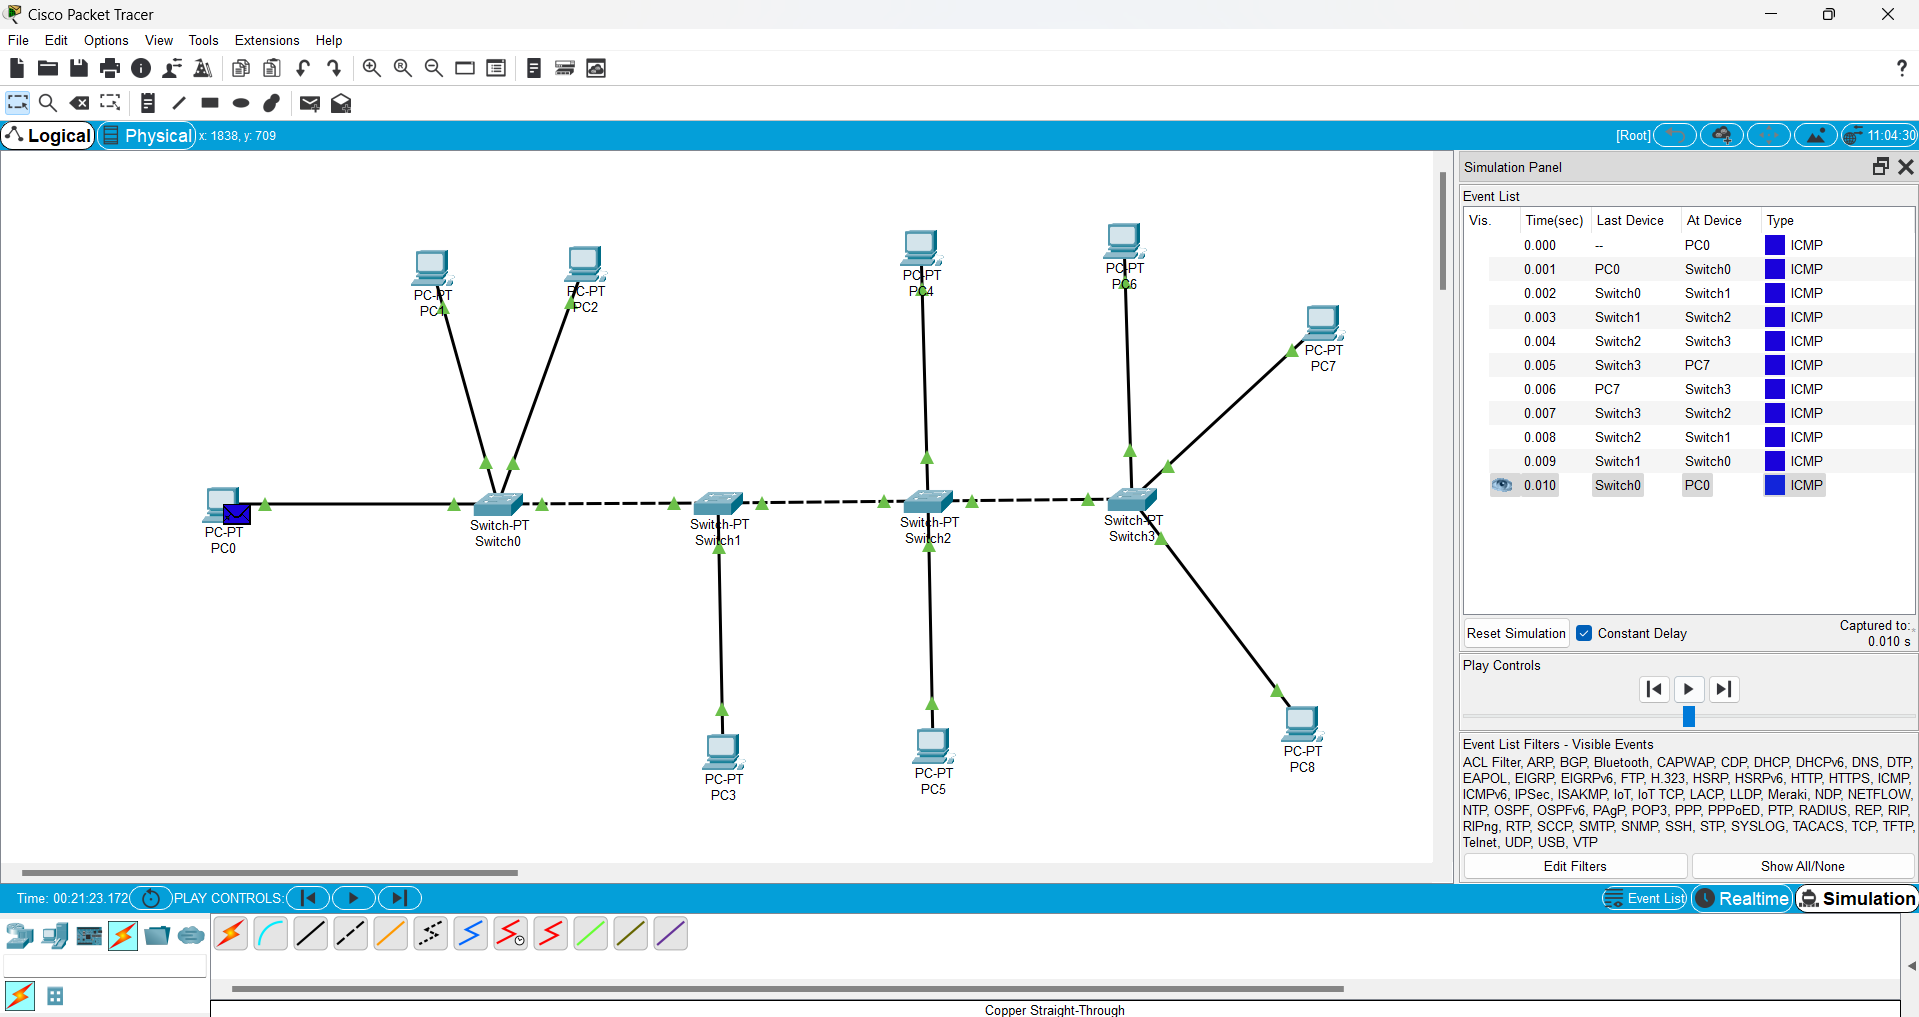 Cisco Packet Tracer
File Edit Options View Tools Extensions Help
Logical Physical x: 1838, y: 709 [Root] 11:04:30
Simulation Panel
Event List
Vis. Time(sec) Last Device At Device Type
0.000 -- PC0 ICMP
0.001 PC0 Switch0 ICMP
0.002 Switch0 Switch1 ICMP
0.003 Switch1 Switch2 ICMP
0.004 Switch2 Switch3 ICMP
0.005 Switch3 PC7 ICMP
0.006 PC7 Switch3 ICMP
0.007 Switch3 Switch2 ICMP
0.008 Switch2 Switch1 ICMP
0.009 Switch1 Switch0 ICMP
0.010 Switch0 PC0 ICMP
Reset Simulation Constant Delay Captured to:
0.010 s
Play Controls
Event List Filters - Visible Events
ACL Filter, ARP, BGP, Bluetooth, CAPWAP, CDP, DHCP, DHCPv6, DNS, DTP,
EAPOL, EIGRP, EIGRPv6, FTP, H.323, HSRP, HSRPv6, HTTP, HTTPS, ICMP,
ICMPv6, IPSec, ISAKMP, IoT, IoT TCP, LACP, LLDP, Meraki, NDP, NETFLOW,
NTP, OSPF, OSPFv6, PAgP, POP3, PPP, PPPoED, PTP, RADIUS, REP, RIP,
RIPng, RTP, SCCP, SMTP, SNMP, SSH, STP, SYSLOG, TACACS, TCP, TFTP,
Telnet, UDP, USB, VTP
Edit Filters Show All/None
PC-PT
PC1
PC-PT
PC2
PC-PT
PC4
PC-PT
PC6
PC-PT
PC7
PC-PT
PC0
Switch-PT
Switch0
Switch-PT
Switch1
Switch-PT
Switch2
Switch-PT
Switch3
PC-PT
PC3
PC-PT
PC5
PC-PT
PC8
Time: 00:21:23.172 PLAY CONTROLS: Event List Realtime Simulation
Copper Straight-Through